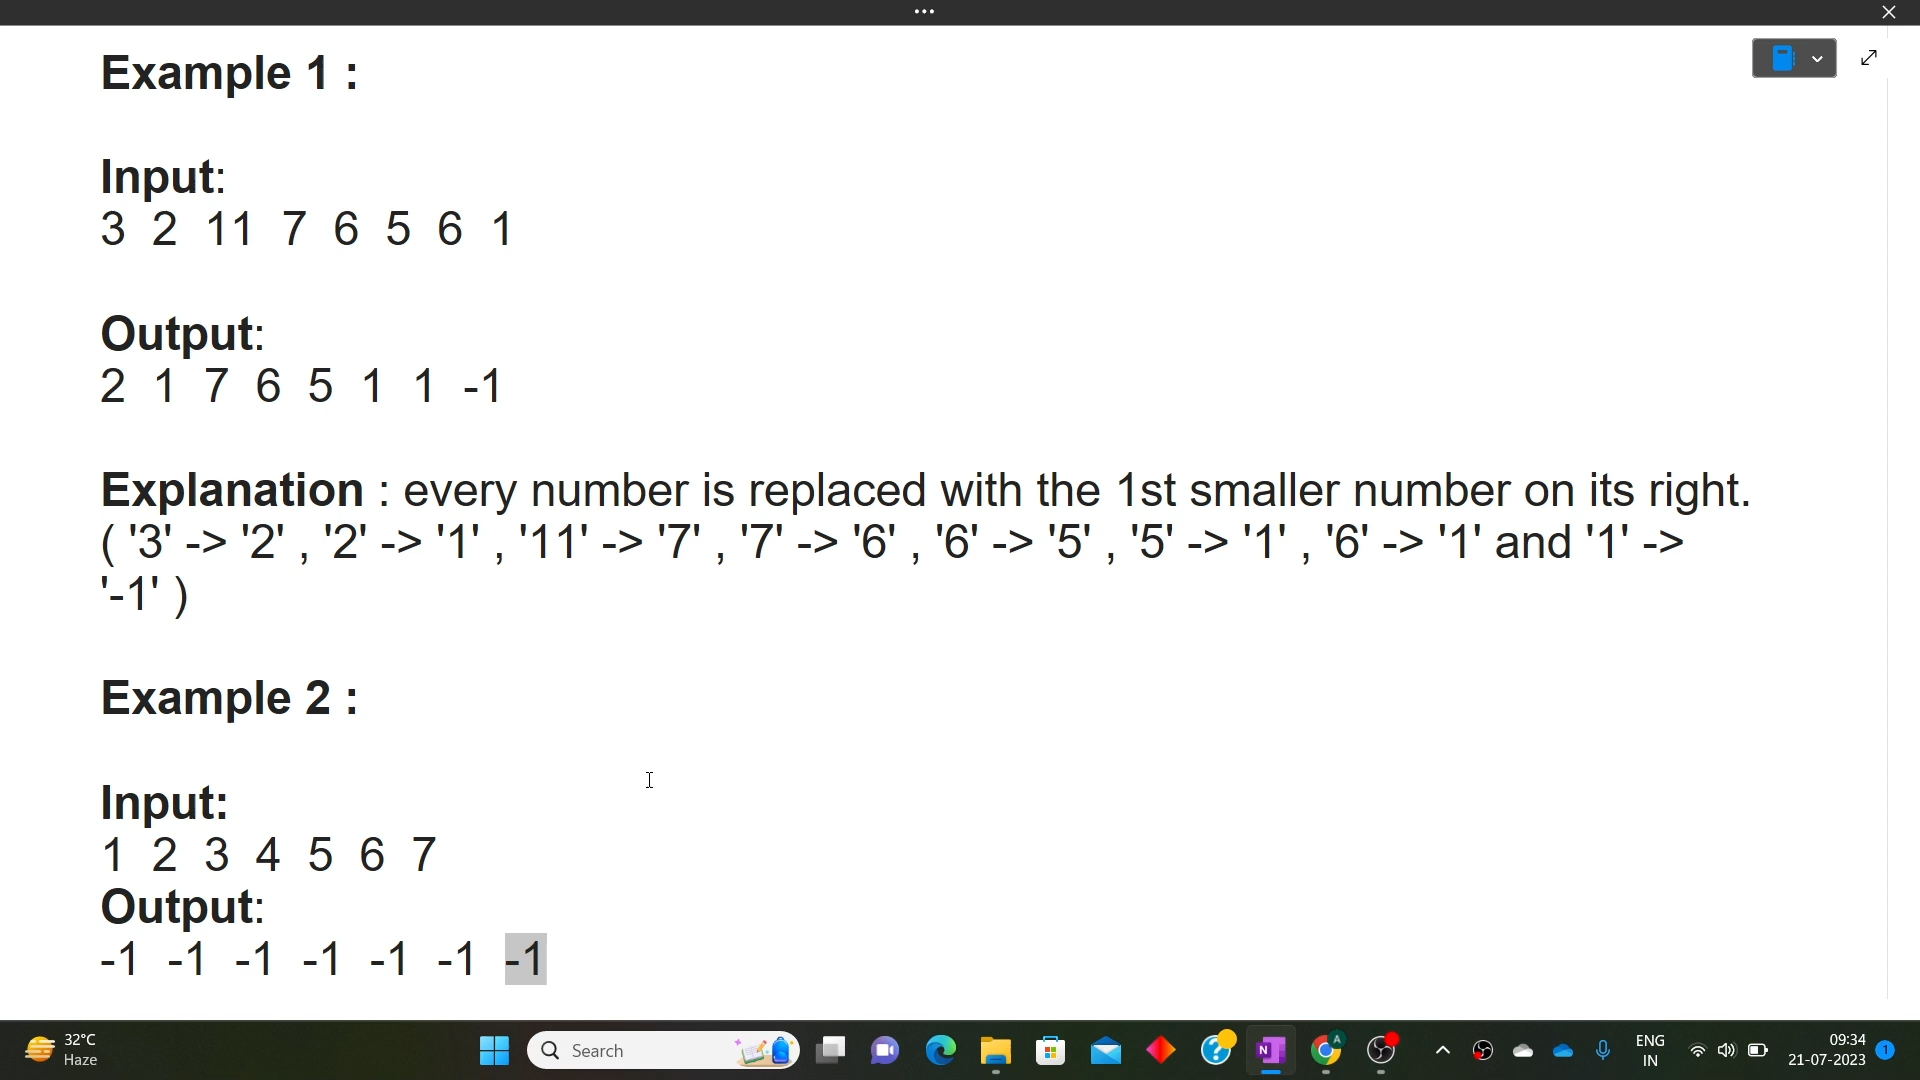 Example 1 :
Input:
3 2 11 7 6 5 6 1
Output:
2 1 7 6 5 1 1 -1
Explanation : every number is replaced with the 1st smaller number on its right.
( '3' -> '2' , '2' -> '1' , '11' -> '7' , '7' -> '6' , '6' -> '5' , '5' -> '1' , '6' -> '1' and '1' ->
'-1' )
Example 2 :
Input:
1 2 3 4 5 6 7
Output:
-1 -1 -1 -1 -1 -1 -1
32°C
Haze
Search
ENG
IN
09:34
21-07-2023
1